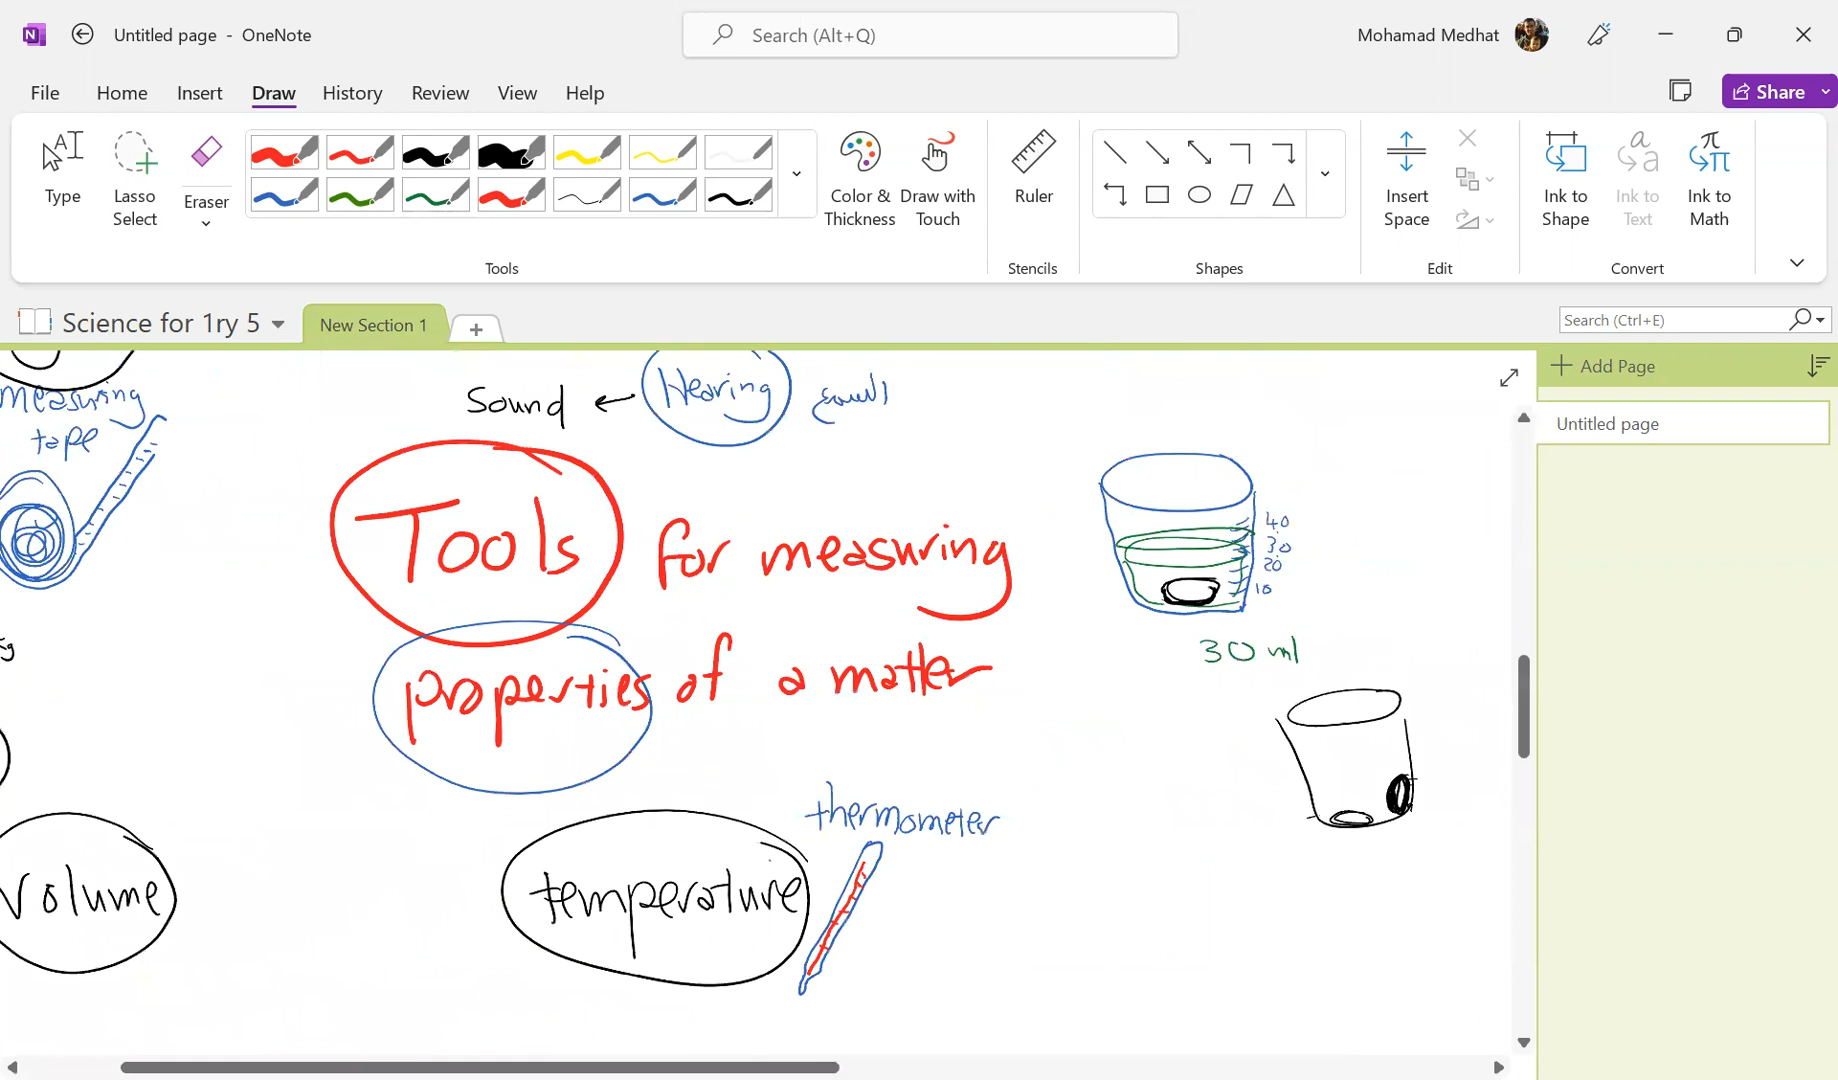 Untitled page - OneNote
Search (Alt+Q)
Mohamad Medhat
File Home Insert Draw History Review View Help
Share
Type
Lasso Select
Eraser
Color & Thickness
Draw with Touch
Ruler
Insert Space
Ink to Shape
Ink to Text
Ink to Math
Tools
Stencils
Shapes
Edit
Convert
Science for 1ry 5
New Section 1
Search (Ctrl+E)
Add Page
Untitled page
measuring
tape
Sound
Hearing
Tools for measuring
properties of a matter
40
30
20
10
30 ml
volume
temperature
thermometer